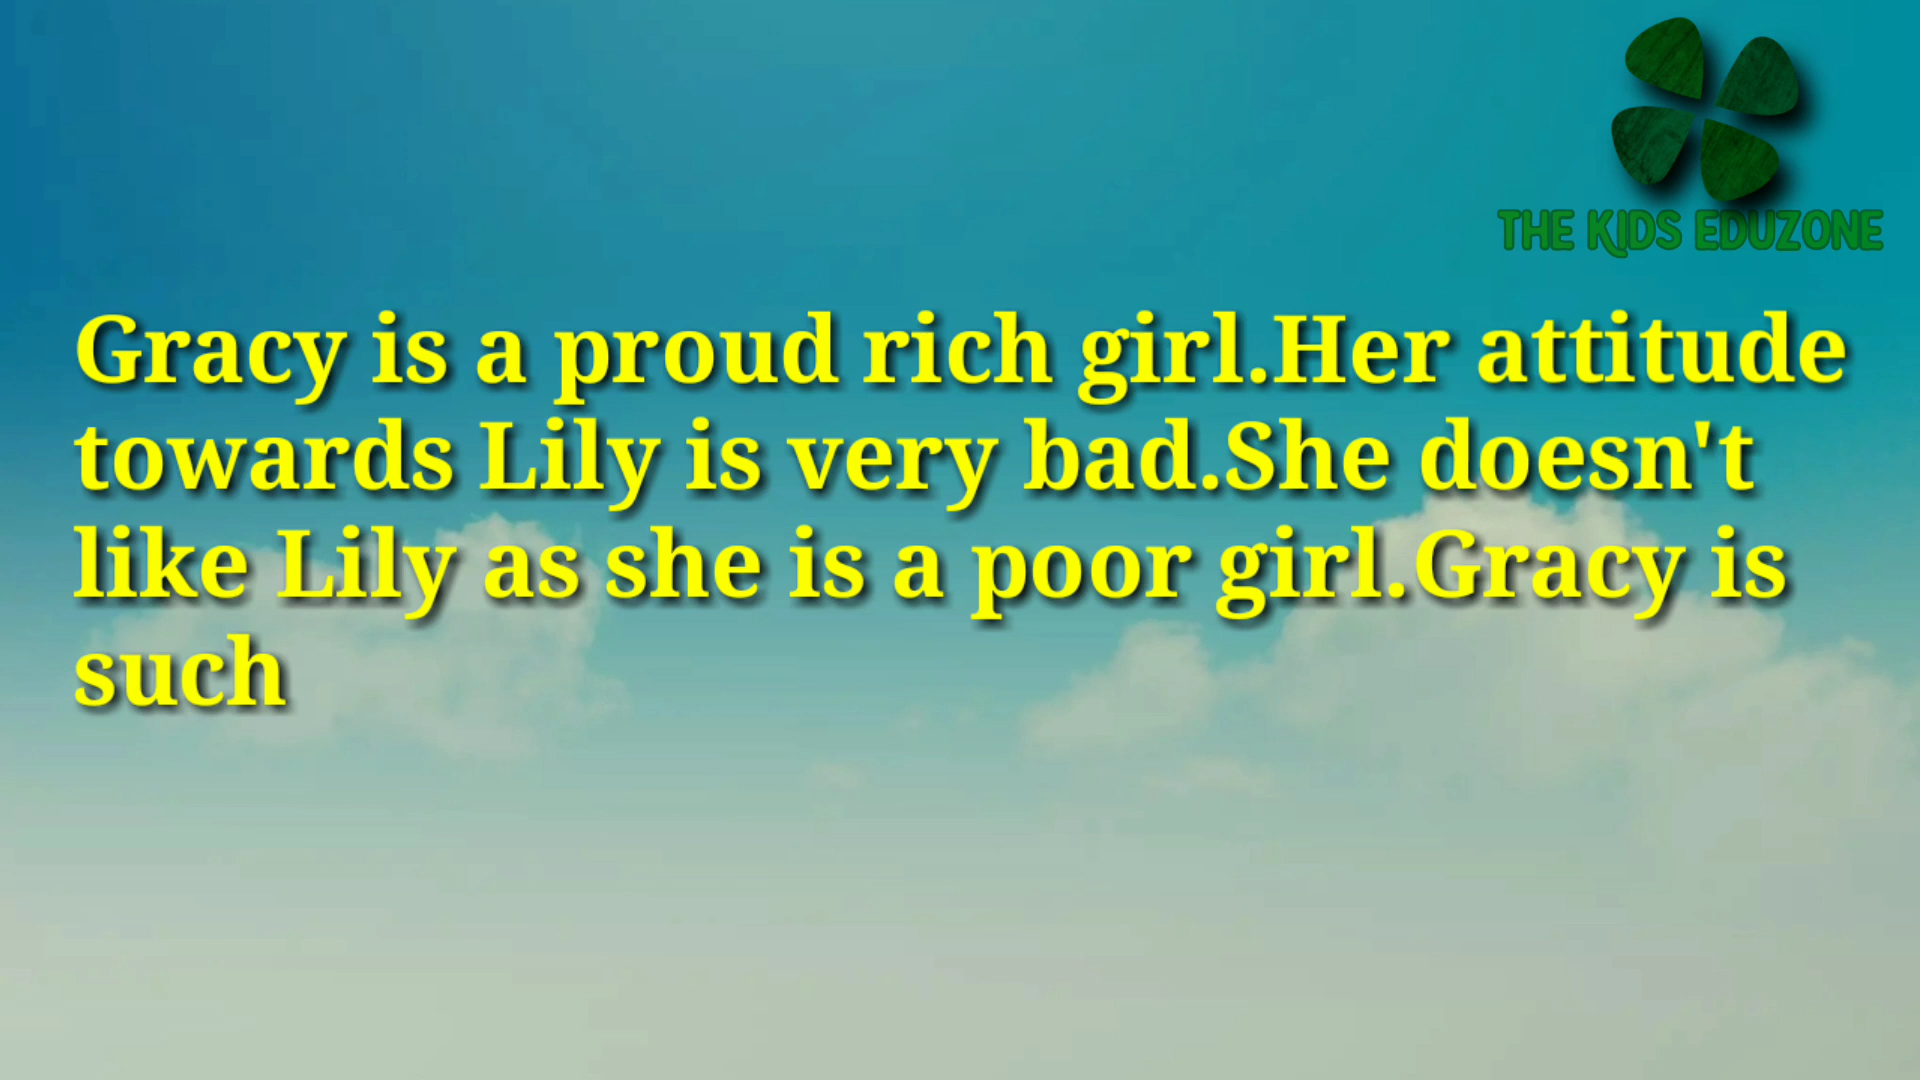 THE KIDS EDUZONE
Gracy is a proud rich girl.Her attitude
towards Lily is very bad.She doesn't
like Lily as she is a poor girl.Gracy is
such